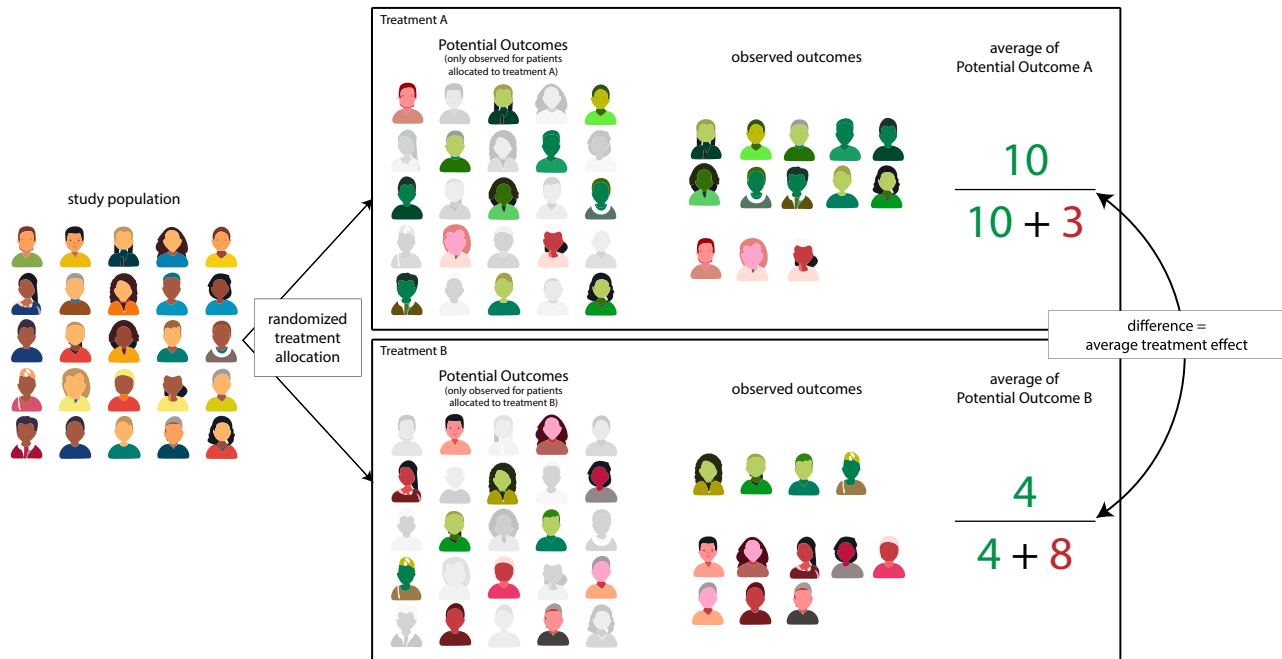 study population
randomized
treatment
allocation
Treatment A
Potential Outcomes
(only observed for patients
allocated to treatment A)
observed outcomes
average of
Potential Outcome A
10
10 + 3
Treatment B
Potential Outcomes
(only observed for patients
allocated to treatment B)
observed outcomes
average of
Potential Outcome B
4
4 + 8
difference =
average treatment effect